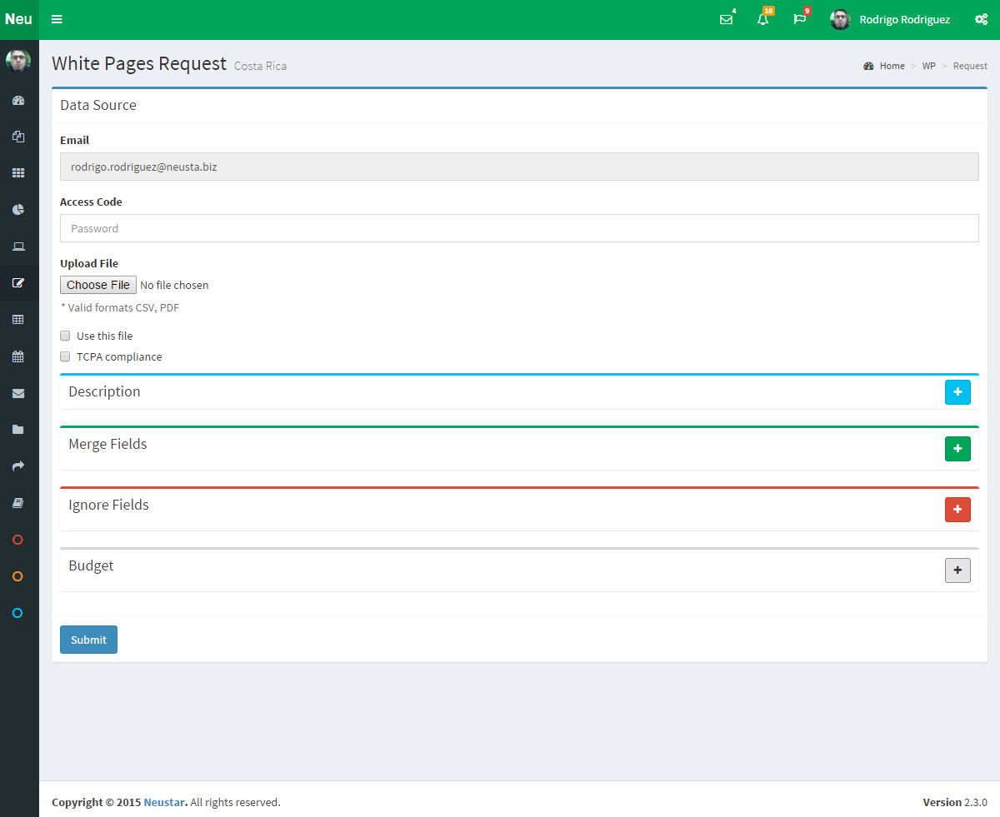 Neu
4
10
9
Rodrigo Rodriguez
White Pages Request Costa Rica
Home > WP > Request
Data Source
Email
rodrigo.rodriguez@neusta.biz
Access Code
Password
Upload File
Choose File No file chosen
* Valid formats CSV, PDF
Use this file
TCPA compliance
Description
Merge Fields
Ignore Fields
Budget
Submit
Copyright © 2015 Neustar. All rights reserved.
Version 2.3.0